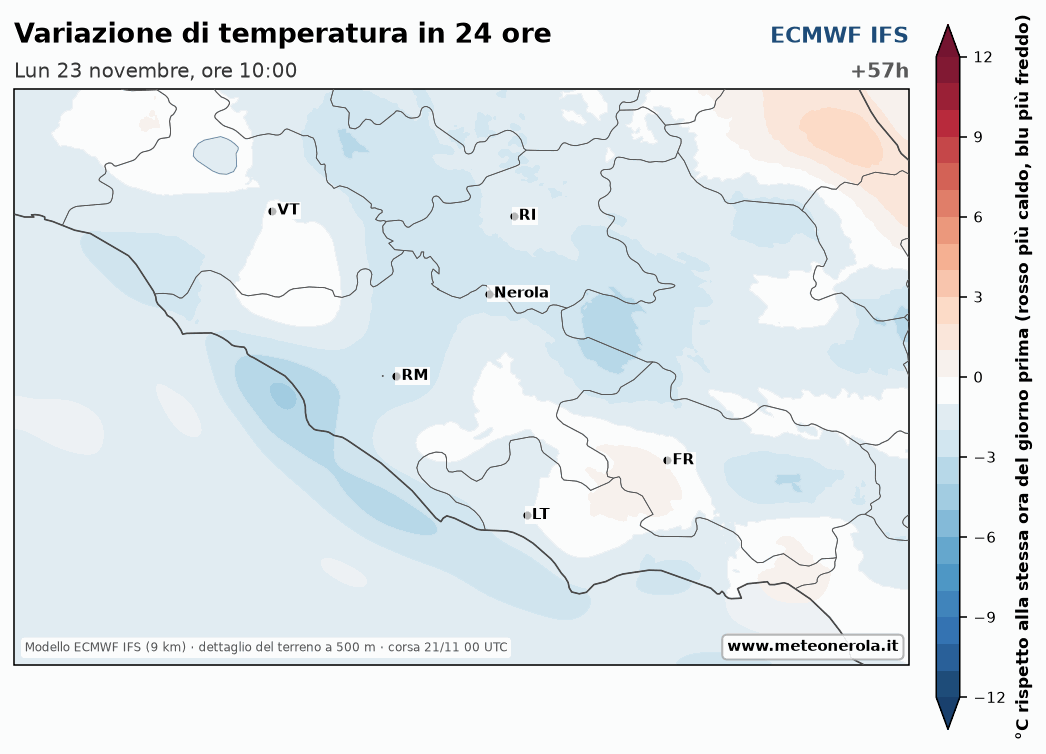 Variazione di temperatura in 24 ore
ECMWF IFS
Lun 23 novembre, ore 10:00
+57h
VT
RI
Nerola
RM
FR
LT
Modello ECMWF IFS (9 km) · dettaglio del terreno a 500 m · corsa 21/11 00 UTC
www.meteonerola.it
12
9
6
3
0
−3
−6
−9
−12
°C rispetto alla stessa ora del giorno prima (rosso più caldo, blu più freddo)